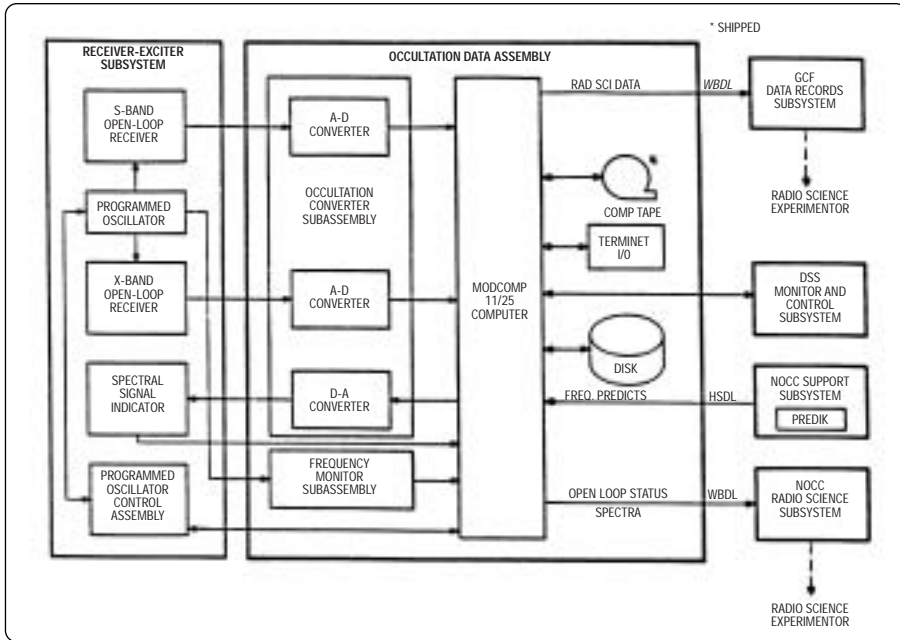 * SHIPPED
RECEIVER-EXCITER
SUBSYSTEM
S-BAND
OPEN-LOOP
RECEIVER
PROGRAMMED
OSCILLATOR
X-BAND
OPEN-LOOP
RECEIVER
SPECTRAL
SIGNAL
INDICATOR
PROGRAMMED
OSCILLATOR
CONTROL
ASSEMBLY
OCCULTATION DATA ASSEMBLY
A-D
CONVERTER
OCCULTATION
CONVERTER
SUBASSEMBLY
A-D
CONVERTER
D-A
CONVERTER
FREQUENCY
MONITOR
SUBASSEMBLY
MODCOMP
11/25
COMPUTER
RAD SCI DATA
WBDL
*
COMP TAPE
TERMINET
I/O
DISK
FREQ. PREDICTS
HSDL
OPEN LOOP STATUS
WBDL
SPECTRA
GCF
DATA RECORDS
SUBSYSTEM
RADIO SCIENCE
EXPERIMENTOR
DSS
MONITOR AND
CONTROL
SUBSYSTEM
NOCC SUPPORT
SUBSYSTEM
PREDIK
NOCC
RADIO SCIENCE
SUBSYSTEM
RADIO SCIENCE
EXPERIMENTOR